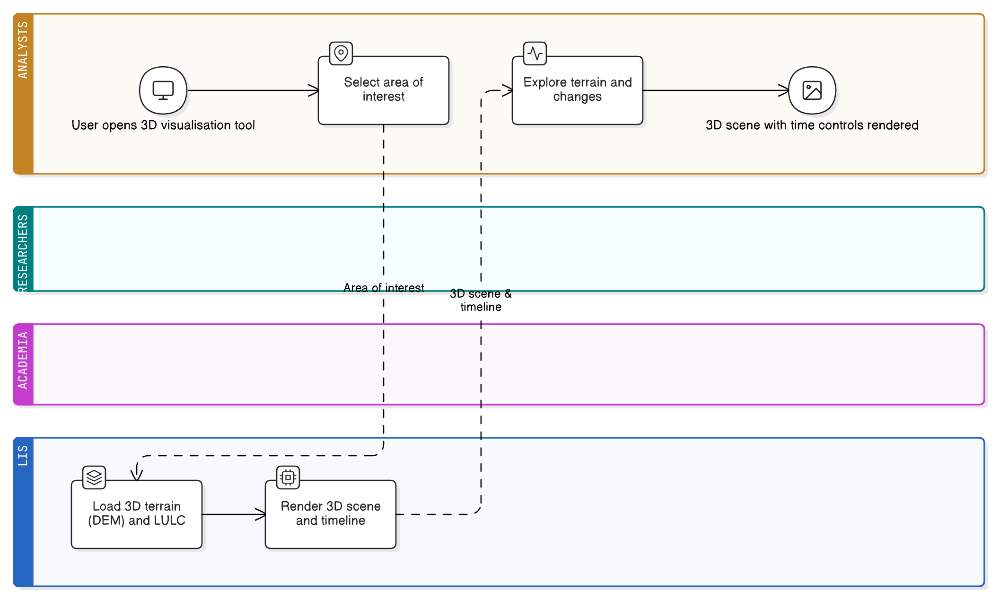 ANALYSTS
User opens 3D visualisation tool
Select area of
interest
Explore terrain and
changes
3D scene with time controls rendered
RESEARCHERS
Area of interest
3D scene &
timeline
ACADEMIA
LIS
Load 3D terrain
(DEM) and LULC
Render 3D scene
and timeline